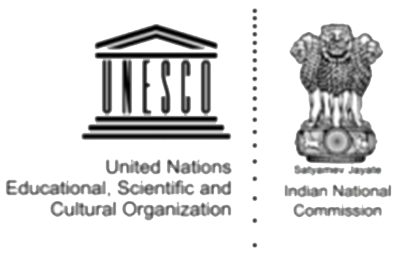 UNESCO
United Nations
Educational, Scientific and
Cultural Organization
Satyamev Jayate
Indian National
Commission